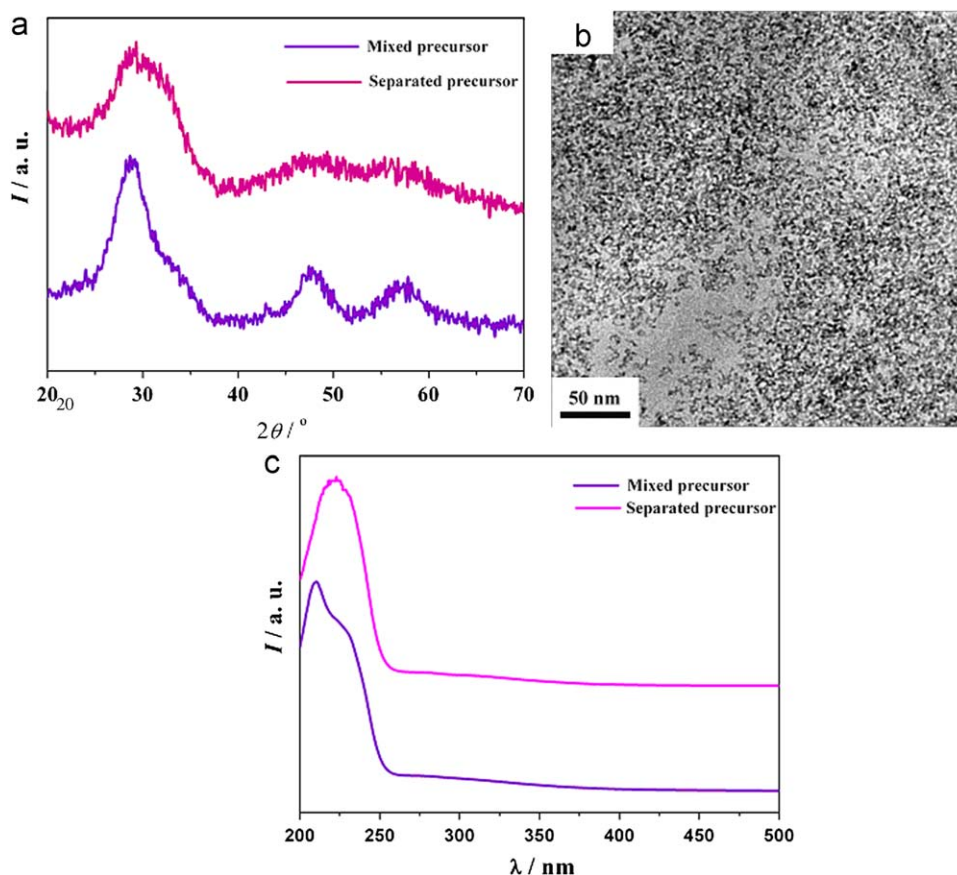 a
Mixed precursor
Separated precursor
I / a. u.
20 20 30 40 50 60 70
2θ / °
b
50 nm
c
Mixed precursor
Separated precursor
I / a. u.
200 250 300 350 400 450 500
λ / nm